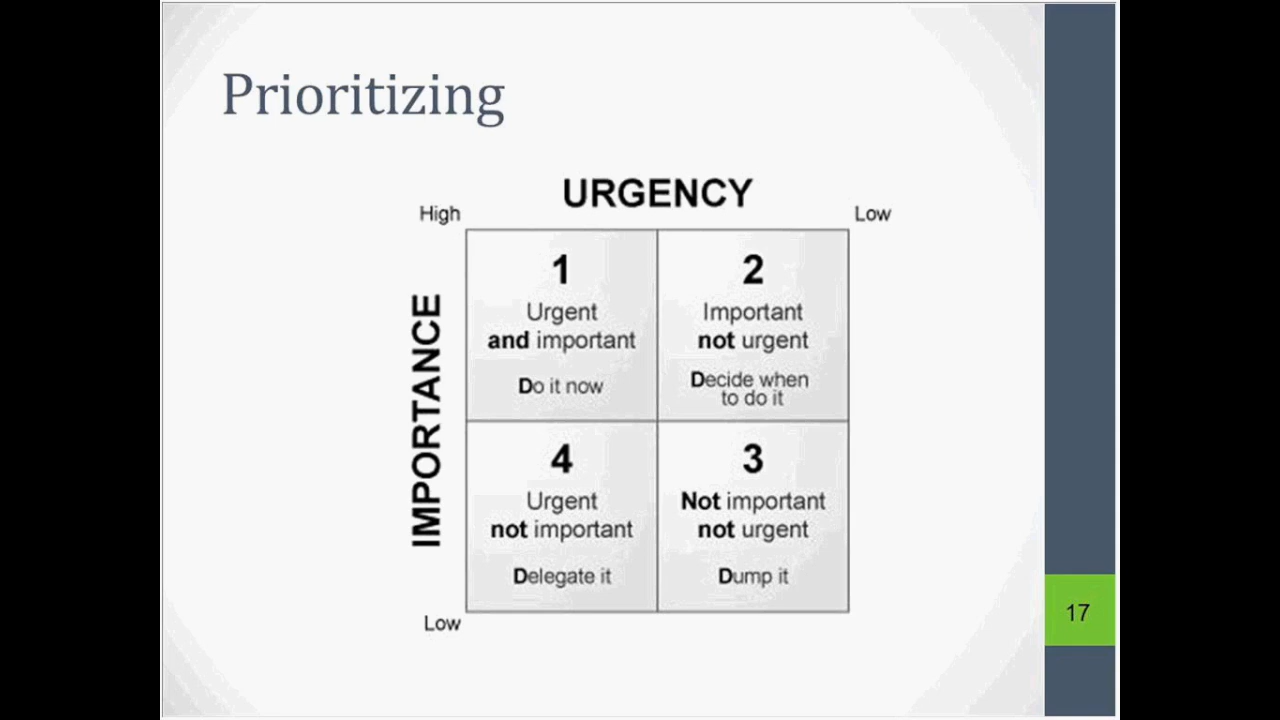 Prioritizing
URGENCY
High
Low
IMPORTANCE
1
Urgent
and important
Do it now
2
Important
not urgent
Decide when
to do it
4
Urgent
not important
Delegate it
3
Not important
not urgent
Dump it
Low
17